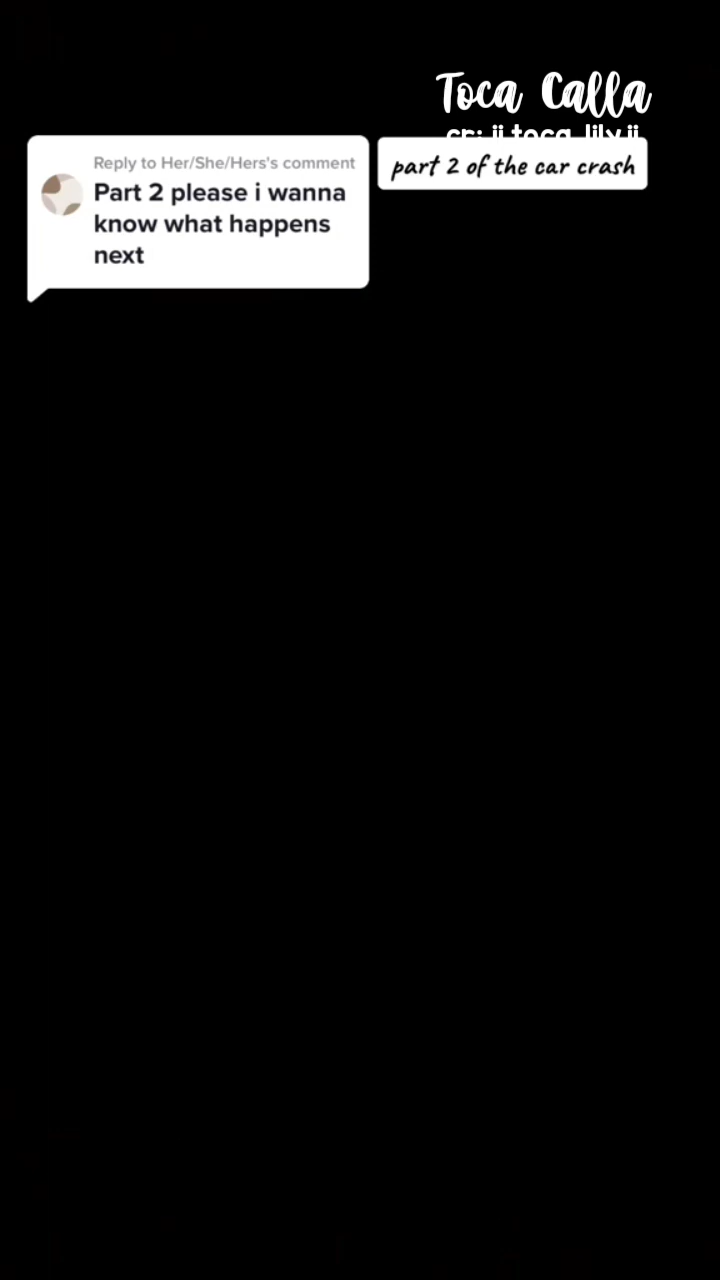 Toca Calla
part 2 of the car crash
Reply to Her/She/Hers's comment
Part 2 please i wanna
know what happens
next